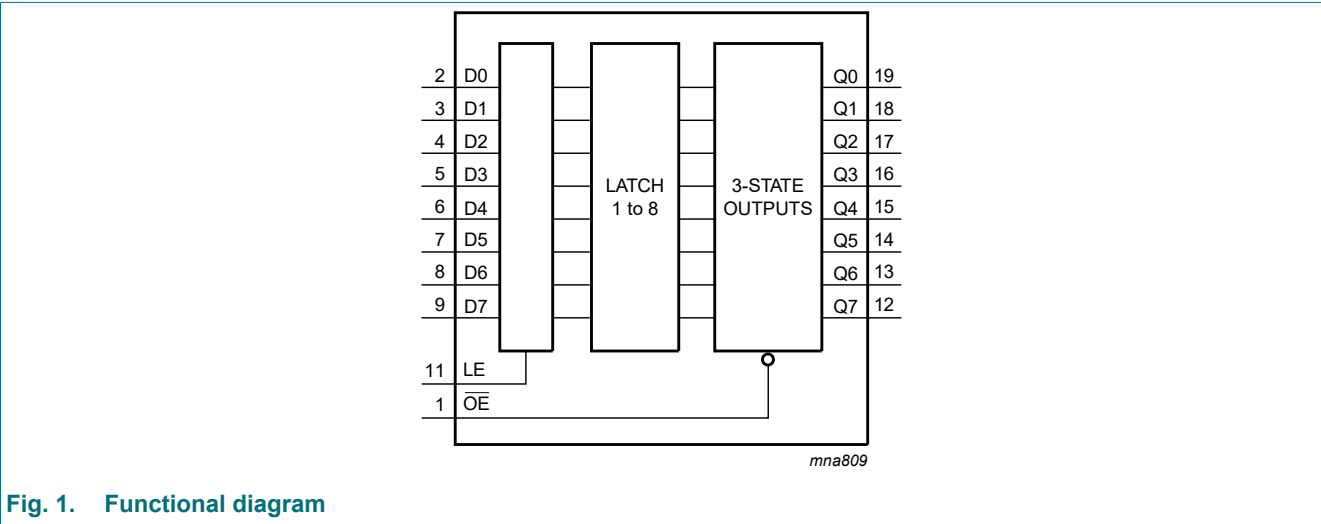 2 D0 Q0 19
3 D1 Q1 18
4 D2 Q2 17
5 D3 Q3 16
LATCH 3-STATE
1 to 8 OUTPUTS
6 D4 Q4 15
7 D5 Q5 14
8 D6 Q6 13
9 D7 Q7 12
11 LE
1 O̅E̅
mna809
Fig. 1. Functional diagram